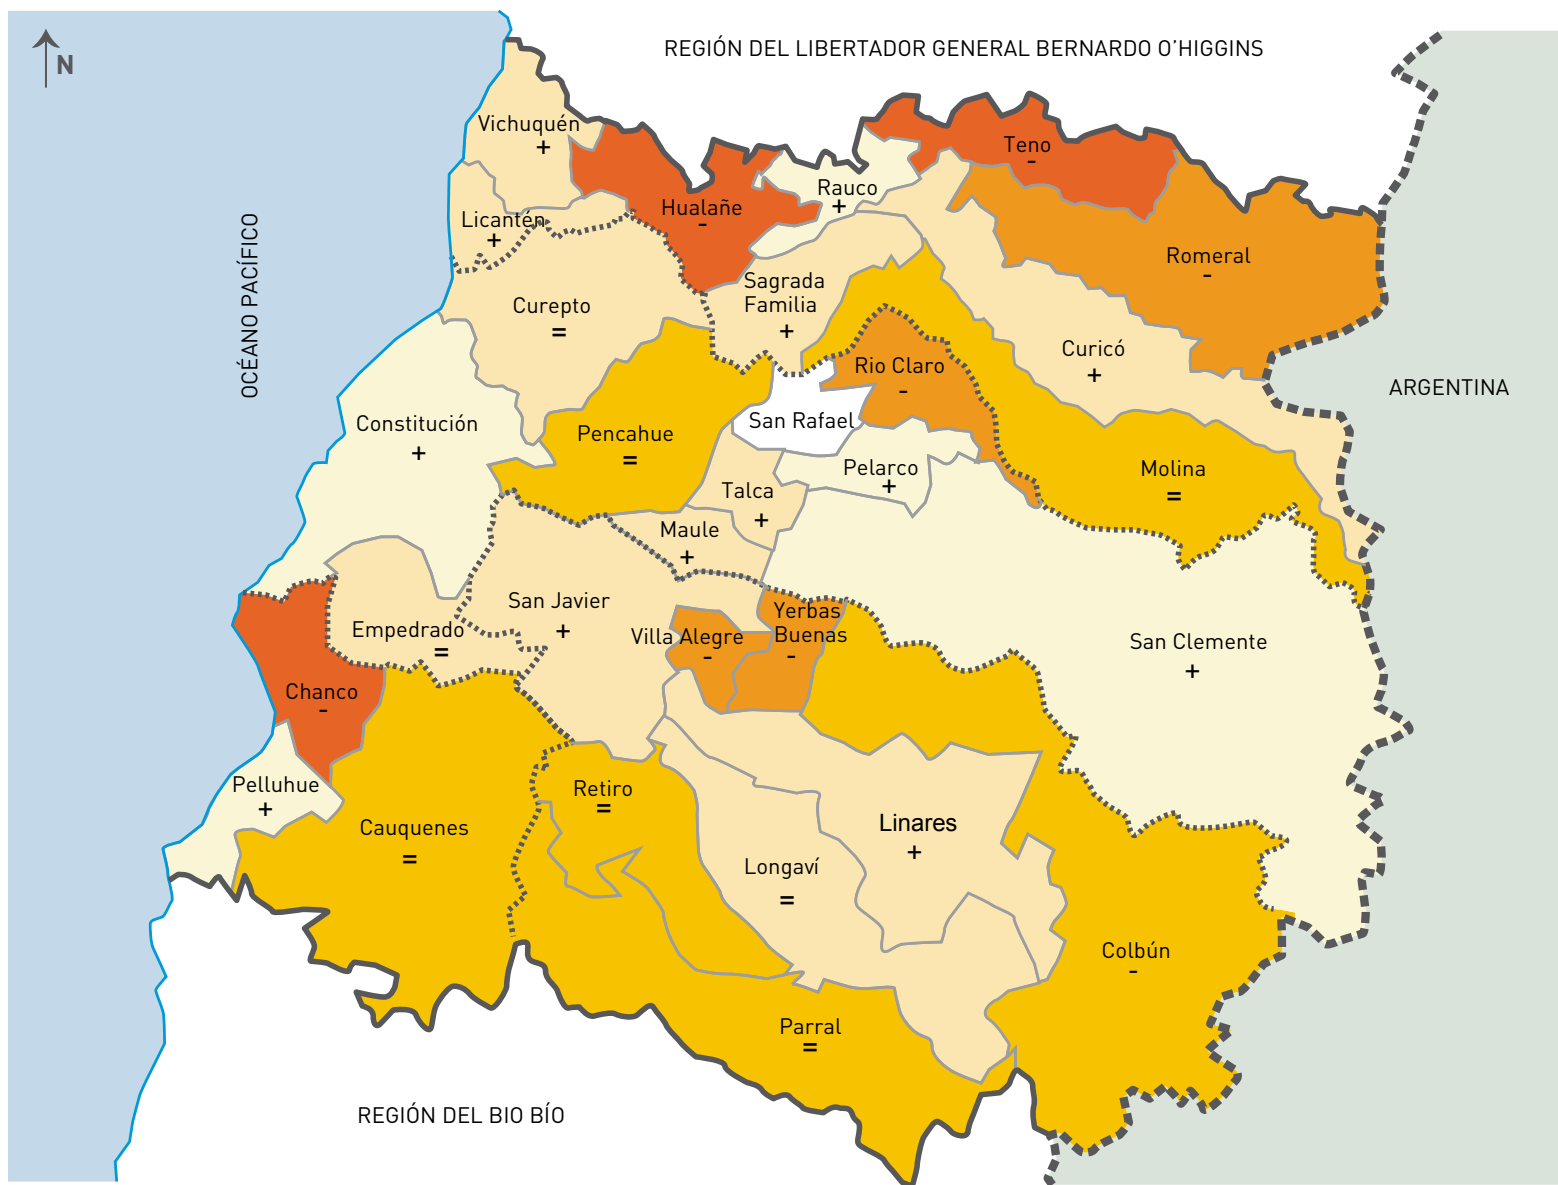 N
REGIÓN DEL LIBERTADOR GENERAL BERNARDO O'HIGGINS
OCÉANO PACÍFICO
ARGENTINA
Vichuquén
+
Licantén
+
Hualañe
-
Rauco
+
Teno
-
Romeral
-
Curepto
=
Sagrada
Familia
+
Curicó
+
Rio Claro
-
Constitución
+
Pencahue
=
San Rafael
Pelarco
+
Molina
=
Talca
+
Maule
+
San Javier
+
Empedrado
=
Villa Alegre
-
Yerbas
Buenas
-
San Clemente
+
Chanco
-
Pelluhue
+
Cauquenes
=
Retiro
=
Linares
+
Longaví
=
Colbún
-
Parral
=
REGIÓN DEL BIO BÍO